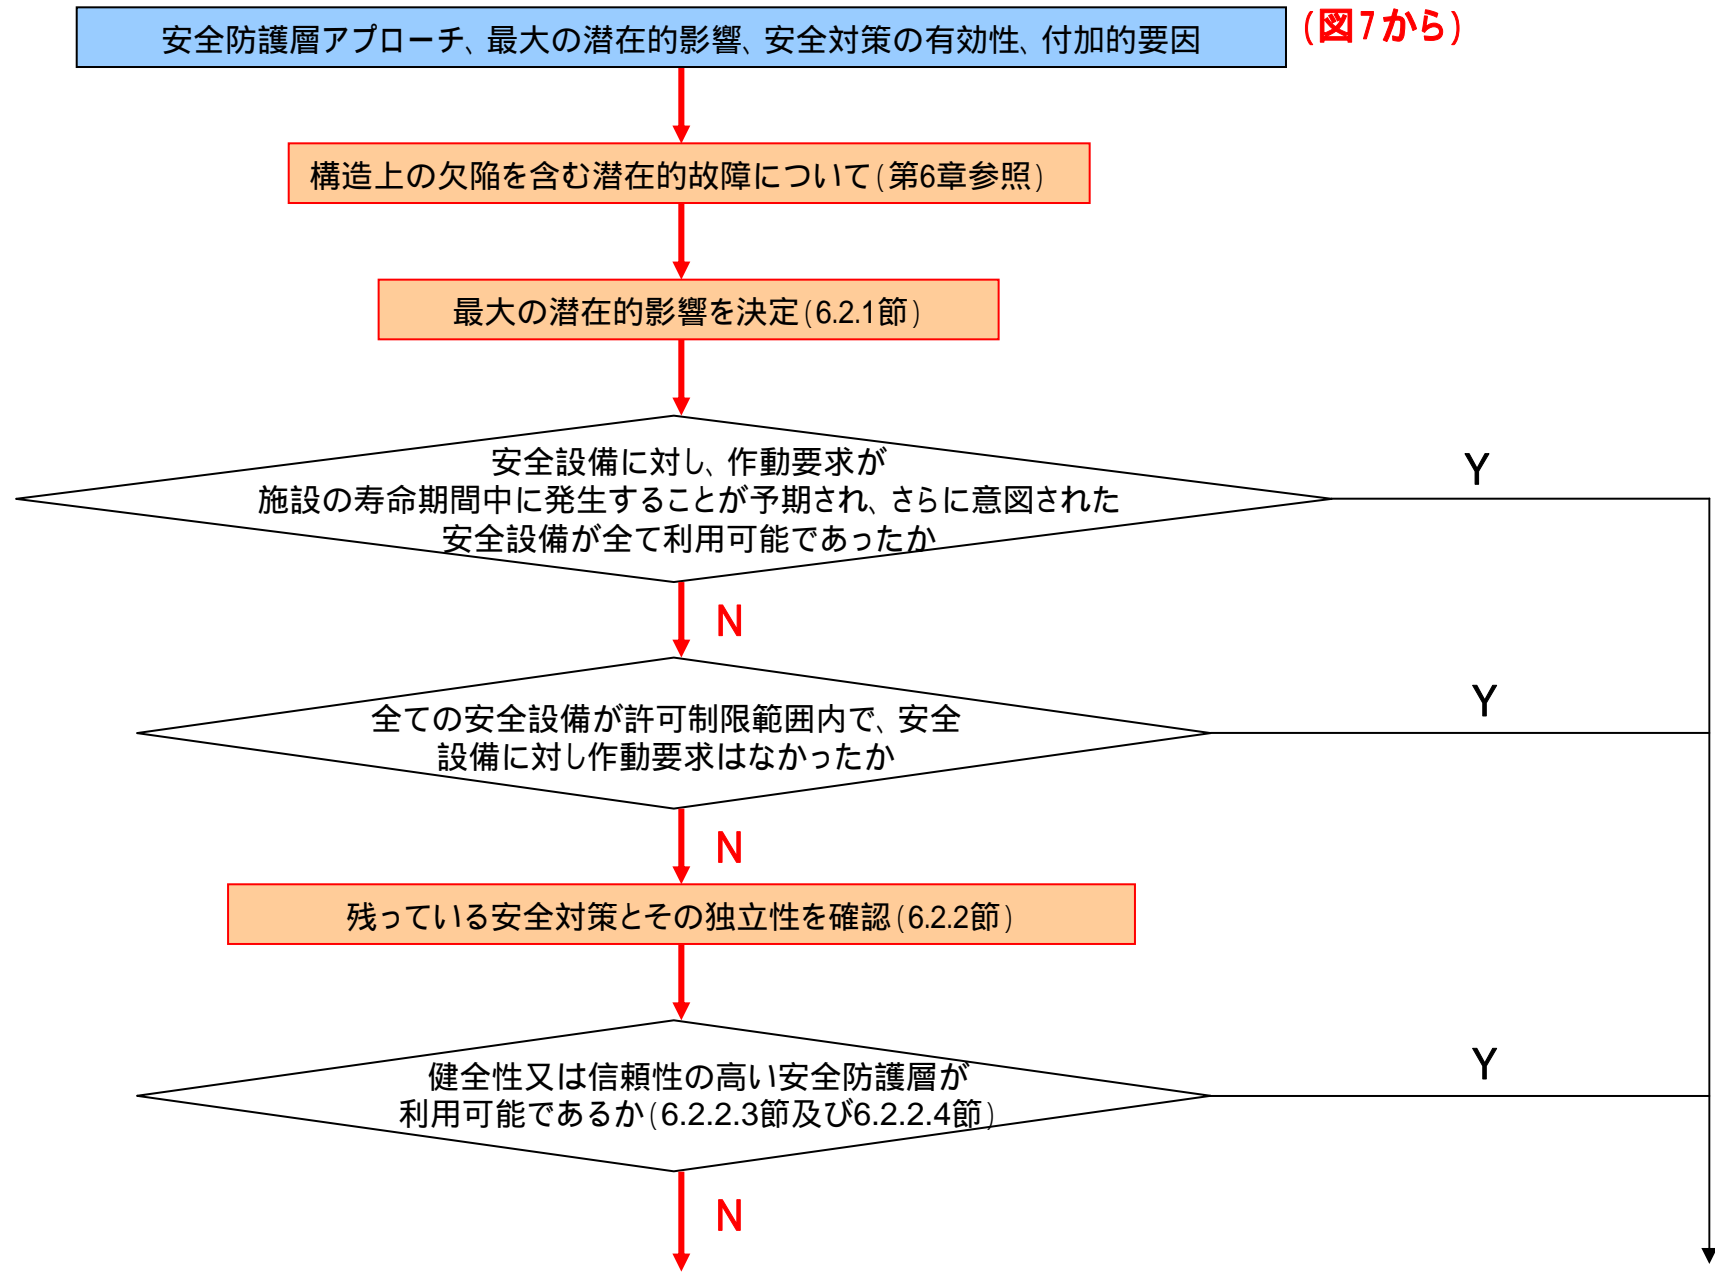 安全防護層アプローチ、最大の潜在的影響、安全対策の有効性、付加的要因
(図7から)
構造上の欠陥を含む潜在的故障について(第6章参照)
最大の潜在的影響を決定(6.2.1節)
安全設備に対し、作動要求が
施設の寿命期間中に発生することが予期され、さらに意図された
安全設備が全て利用可能であったか
Y
N
全ての安全設備が許可制限範囲内で、安全
設備に対し作動要求はなかったか
Y
N
残っている安全対策とその独立性を確認(6.2.2節)
健全性又は信頼性の高い安全防護層が
利用可能であるか(6.2.2.3節及び6.2.2.4節)
Y
N